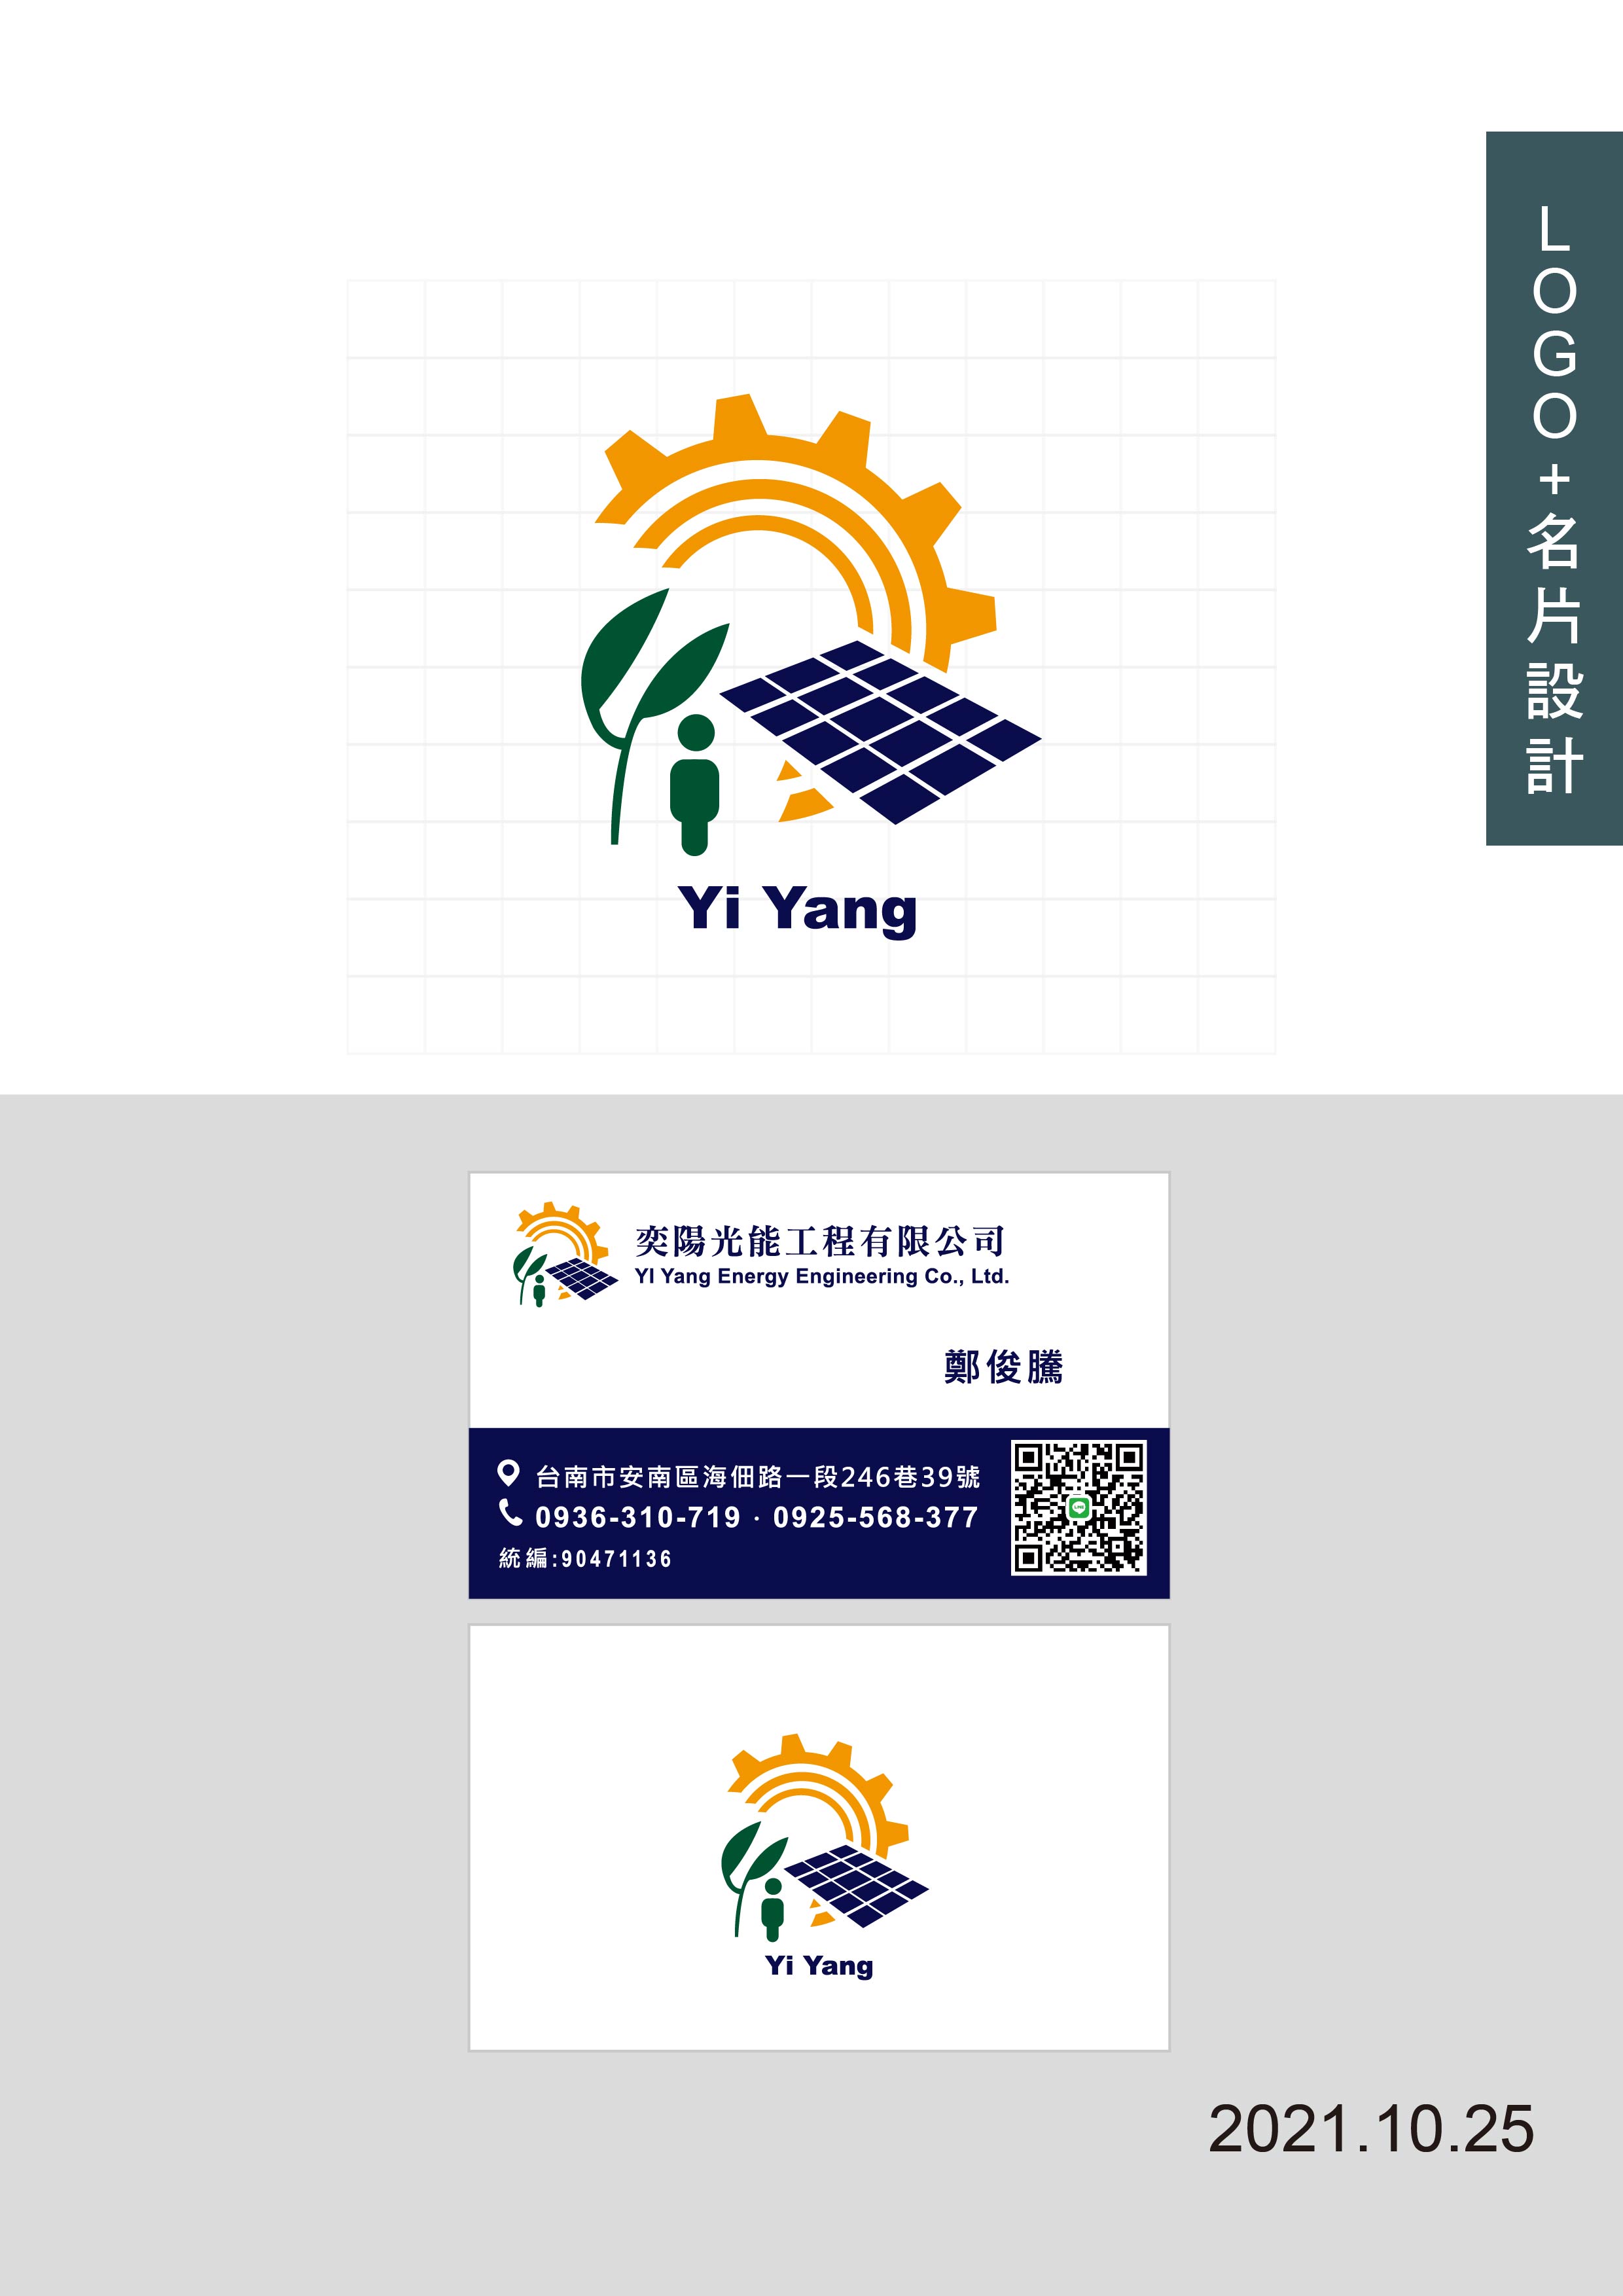 LOGO+名片設計
Yi Yang
奕陽光能工程有限公司
YI Yang Energy Engineering Co., Ltd.
鄭俊騰
台南市安南區海佃路一段246巷39號
0936-310-719 · 0925-568-377
統編:90471136
LINE
Yi Yang
2021.10.25